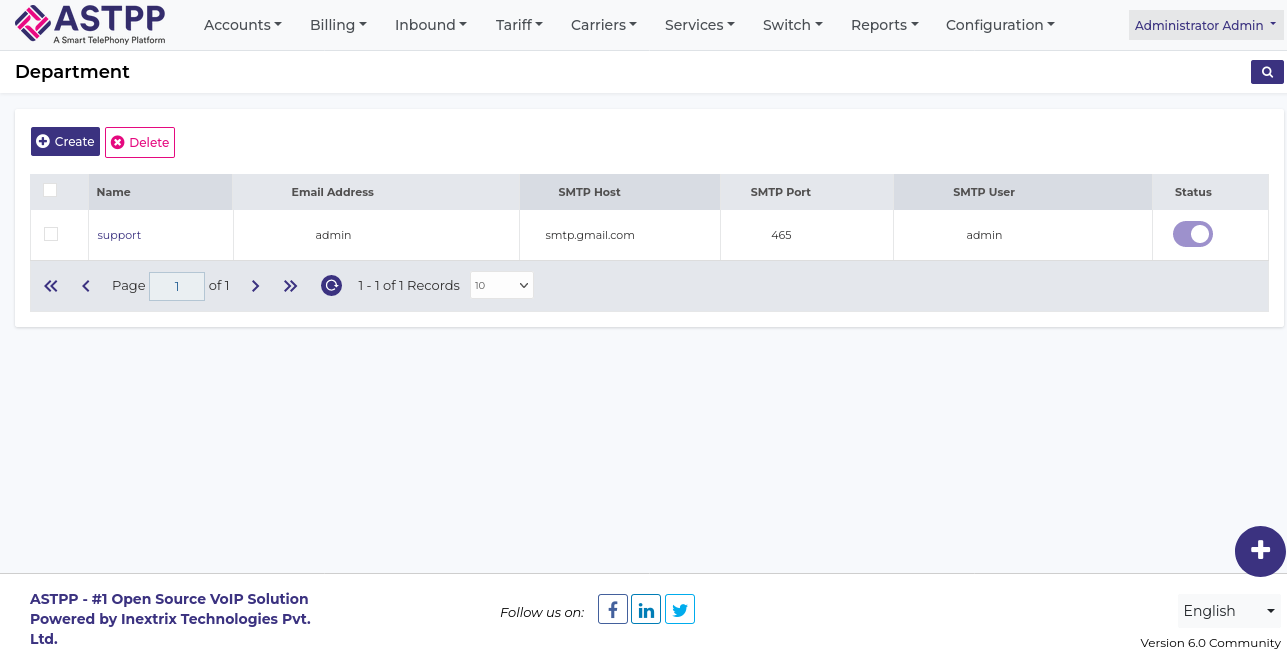 ASTPP
A Smart TelePhony Platform
Accounts Billing Inbound Tariff Carriers Services Switch Reports Configuration Administrator Admin
Department
Create Delete
Name Email Address SMTP Host SMTP Port SMTP User Status
support admin smtp.gmail.com 465 admin
Page 1 of 1 1 - 1 of 1 Records 10
ASTPP - #1 Open Source VoIP Solution
Powered by Inextrix Technologies Pvt.
Ltd.
Follow us on:
English
Version 6.0 Community